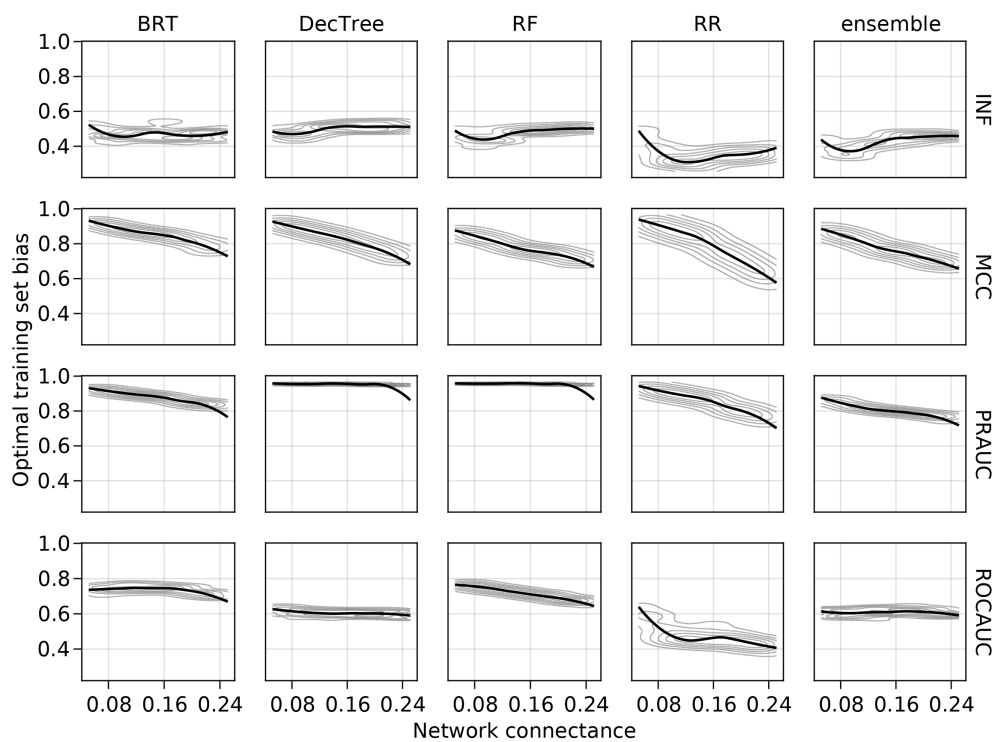 BRT DecTree RF RR ensemble
1.0
0.8
0.6
0.4
INF
1.0
0.8
0.6
0.4
MCC
1.0
0.8
0.6
0.4
PRAUC
1.0
0.8
0.6
0.4
ROCAUC
Optimal training set bias
0.08 0.16 0.24 0.08 0.16 0.24 0.08 0.16 0.24 0.08 0.16 0.24 0.08 0.16 0.24
Network connectance